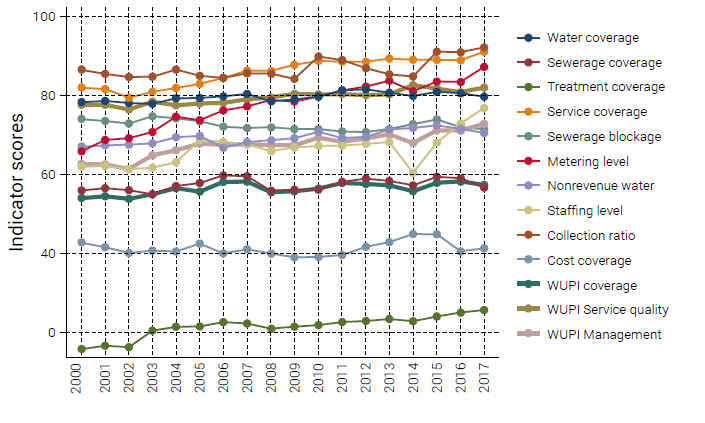 Indicator scores
100
80
60
40
0
2000
2001
2002
2003
2004
2005
2006
2007
2008
2009
2010
2011
2012
2013
2014
2015
2016
2017
Water coverage
Sewerage coverage
Treatment coverage
Service coverage
Sewerage blockage
Metering level
Nonrevenue water
Staffing level
Collection ratio
Cost coverage
WUPI coverage
WUPI Service quality
WUPI Management